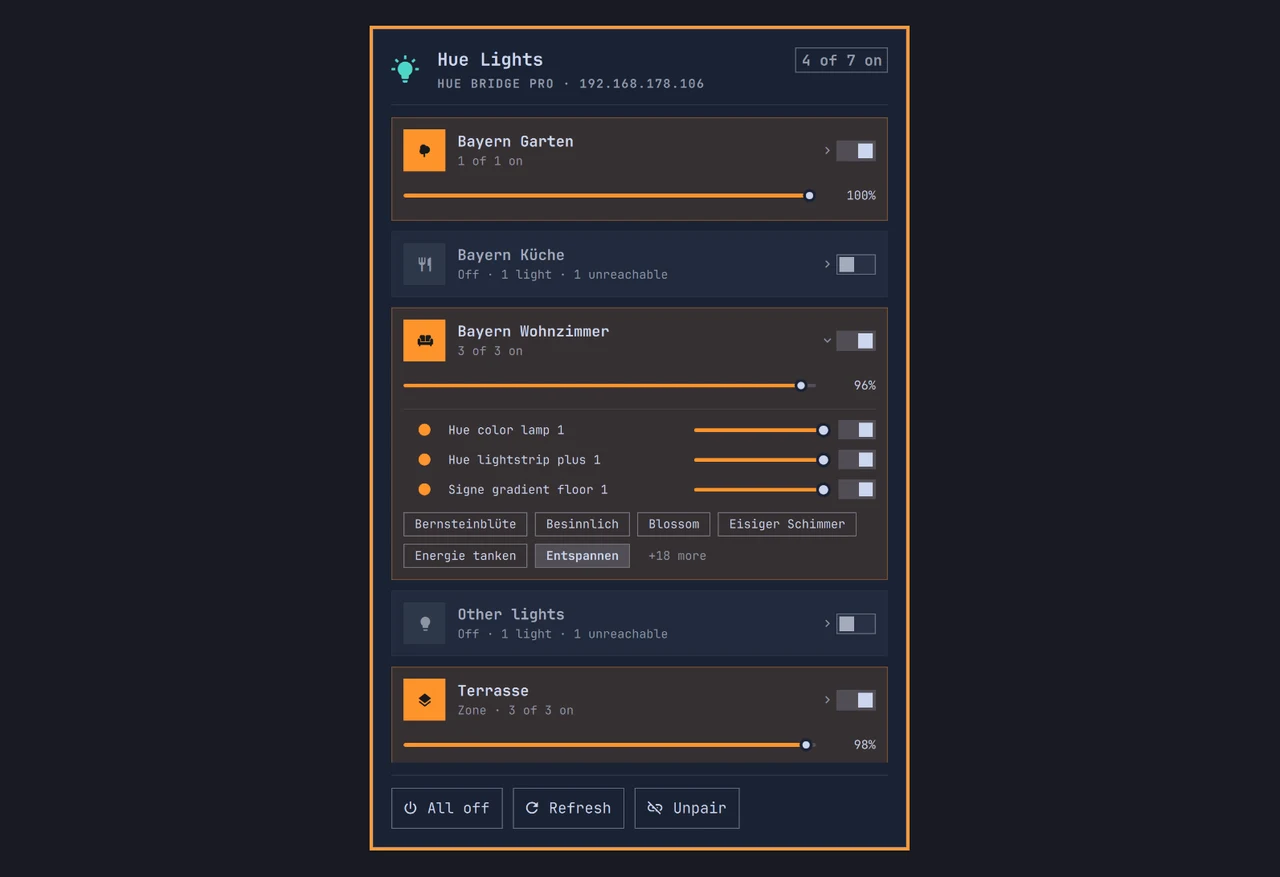 Hue Lights
4 of 7 on
HUE BRIDGE PRO · 192.168.178.106
Bayern Garten
1 of 1 on
100%
Bayern Küche
Off · 1 light · 1 unreachable
Bayern Wohnzimmer
3 of 3 on
96%
Hue color lamp 1
Hue lightstrip plus 1
Signe gradient floor 1
Bernsteinblüte Besinnlich Blossom Eisiger Schimmer
Energie tanken Entspannen +18 more
Other lights
Off · 1 light · 1 unreachable
Terrasse
Zone · 3 of 3 on
98%
All off Refresh Unpair